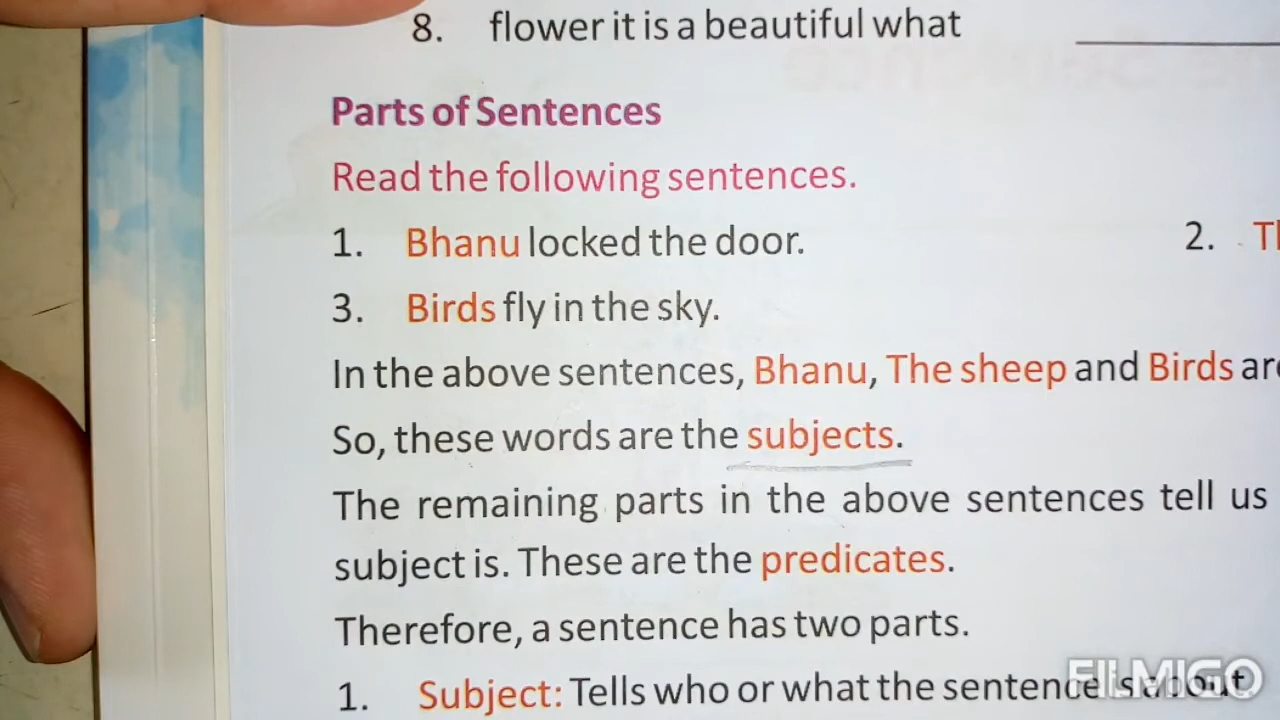 8. flower it is a beautiful what
Parts of Sentences
Read the following sentences.
1. Bhanu locked the door. 2.
3. Birds fly in the sky.
In the above sentences, Bhanu, The sheep and Birds are
So, these words are the subjects.
The remaining parts in the above sentences tell us
subject is. These are the predicates.
Therefore, a sentence has two parts.
1. Subject: Tells who or what the sentence is about.
FILMIGO